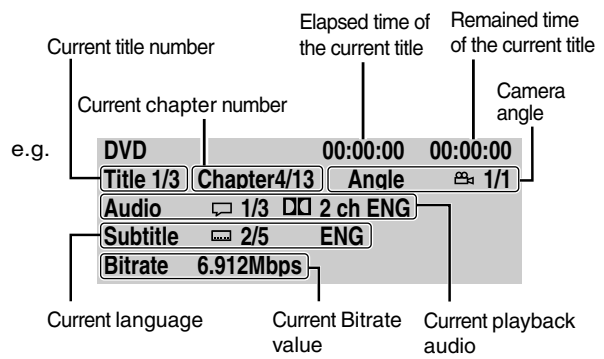 Elapsed time of
the current title
Remained time
of the current title
Current title number
Camera
angle
Current chapter number
e.g.
DVD 00:00:00 00:00:00
Title 1/3 Chapter4/13 Angle 1/1
Audio 1/3 2 ch ENG
Subtitle 2/5 ENG
Bitrate 6.912Mbps
Current language
Current Bitrate
value
Current playback
audio